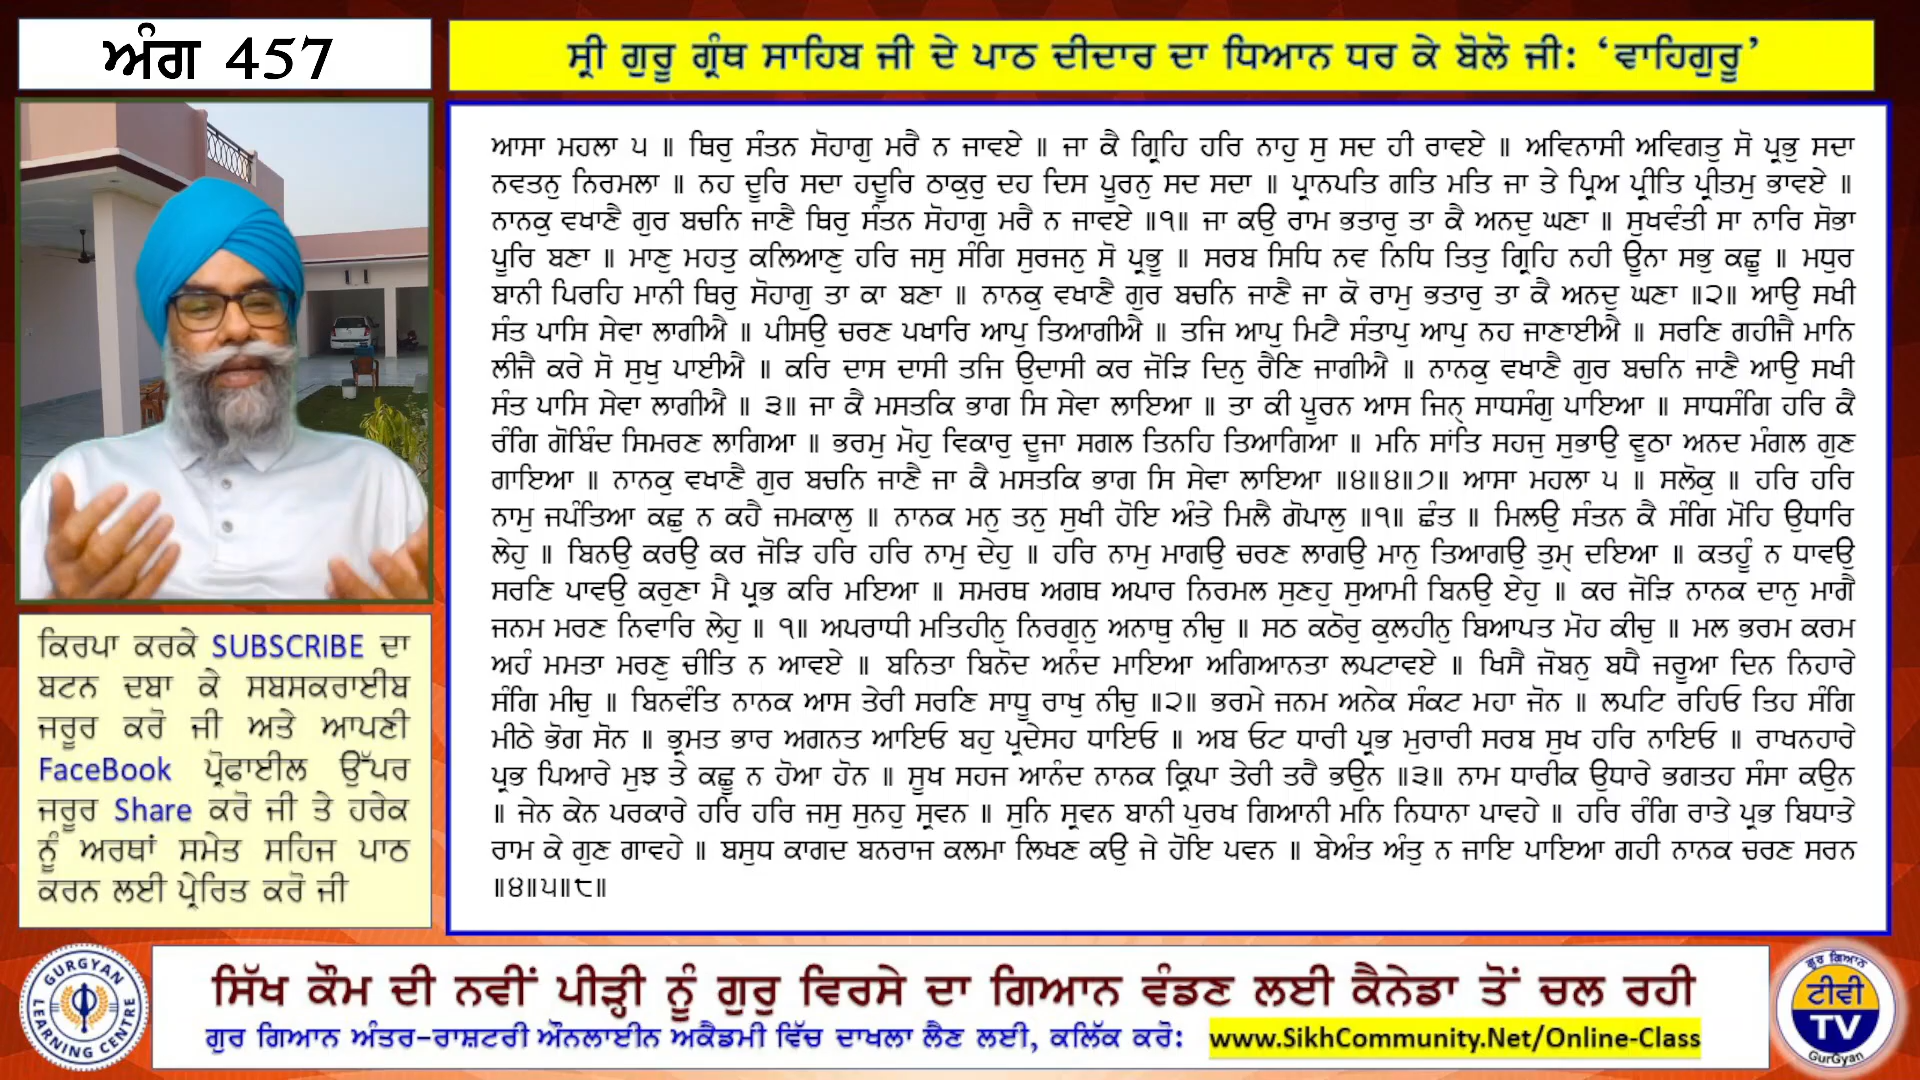 ਅੰਗ 457
ਸ੍ਰੀ ਗੁਰੂ ਗ੍ਰੰਥ ਸਾਹਿਬ ਜੀ ਦੇ ਪਾਠ ਦੀਦਾਰ ਦਾ ਧਿਆਨ ਧਰ ਕੇ ਬੋਲੋ ਜੀ: ‘ਵਾਹਿਗੁਰੂ’
ਆਸਾ ਮਹਲਾ ੫ ॥ ਥਿਰੁ ਸੰਤਨ ਸੋਹਾਗੁ ਮਰੈ ਨ ਜਾਵਏ ॥ ਜਾ ਕੈ ਗ੍ਰਿਹਿ ਹਰਿ ਨਾਹੁ ਸੁ ਸਦ ਹੀ ਰਾਵਏ ॥ ਅਵਿਨਾਸੀ ਅਵਿਗਤੁ ਸੋ ਪ੍ਰਭੁ ਸਦਾ
ਨਵਤਨੁ ਨਿਰਮਲਾ ॥ ਨਹ ਦੂਰਿ ਸਦਾ ਹਦੂਰਿ ਠਾਕੁਰੁ ਦਹ ਦਿਸ ਪੂਰਨੁ ਸਦ ਸਦਾ ॥ ਪ੍ਰਾਨਪਤਿ ਗਤਿ ਮਤਿ ਜਾ ਤੇ ਪ੍ਰਿਅ ਪ੍ਰੀਤਿ ਪ੍ਰੀਤਮੁ ਭਾਵਏ ॥
ਨਾਨਕੁ ਵਖਾਣੈ ਗੁਰ ਬਚਨਿ ਜਾਣੈ ਥਿਰੁ ਸੰਤਨ ਸੋਹਾਗੁ ਮਰੈ ਨ ਜਾਵਏ ॥੧॥ ਜਾ ਕਉ ਰਾਮ ਭਤਾਰੁ ਤਾ ਕੈ ਅਨਦੁ ਘਣਾ ॥ ਸੁਖਵੰਤੀ ਸਾ ਨਾਰਿ ਸੋਭਾ
ਪੂਰਿ ਬਣਾ ॥ ਮਾਣੁ ਮਹਤੁ ਕਲਿਆਣੁ ਹਰਿ ਜਸੁ ਸੰਗਿ ਸੁਰਜਨੁ ਸੋ ਪ੍ਰਭੂ ॥ ਸਰਬ ਸਿਧਿ ਨਵ ਨਿਧਿ ਤਿਤੁ ਗ੍ਰਿਹਿ ਨਹੀ ਊਨਾ ਸਭੁ ਕਛੂ ॥ ਮਧੁਰ
ਬਾਨੀ ਪਿਰਹਿ ਮਾਨੀ ਥਿਰੁ ਸੋਹਾਗੁ ਤਾ ਕਾ ਬਣਾ ॥ ਨਾਨਕੁ ਵਖਾਣੈ ਗੁਰ ਬਚਨਿ ਜਾਣੈ ਜਾ ਕੋ ਰਾਮੁ ਭਤਾਰੁ ਤਾ ਕੈ ਅਨਦੁ ਘਣਾ ॥੨॥ ਆਉ ਸਖੀ
ਸੰਤ ਪਾਸਿ ਸੇਵਾ ਲਾਗੀਐ ॥ ਪੀਸਉ ਚਰਣ ਪਖਾਰਿ ਆਪੁ ਤਿਆਗੀਐ ॥ ਤਜਿ ਆਪੁ ਮਿਟੈ ਸੰਤਾਪੁ ਆਪੁ ਨਹ ਜਾਣਾਈਐ ॥ ਸਰਣਿ ਗਹੀਜੈ ਮਾਨਿ
ਲੀਜੈ ਕਰੇ ਸੋ ਸੁਖੁ ਪਾਈਐ ॥ ਕਰਿ ਦਾਸ ਦਾਸੀ ਤਜਿ ਉਦਾਸੀ ਕਰ ਜੋੜਿ ਦਿਨੁ ਰੈਣਿ ਜਾਗੀਐ ॥ ਨਾਨਕੁ ਵਖਾਣੈ ਗੁਰ ਬਚਨਿ ਜਾਣੈ ਆਉ ਸਖੀ
ਸੰਤ ਪਾਸਿ ਸੇਵਾ ਲਾਗੀਐ ॥ ੩॥ ਜਾ ਕੈ ਮਸਤਕਿ ਭਾਗ ਸਿ ਸੇਵਾ ਲਾਇਆ ॥ ਤਾ ਕੀ ਪੂਰਨ ਆਸ ਜਿਨ੍ ਸਾਧਸੰਗੁ ਪਾਇਆ ॥ ਸਾਧਸੰਗਿ ਹਰਿ ਕੈ
ਰੰਗਿ ਗੋਬਿੰਦ ਸਿਮਰਣ ਲਾਗਿਆ ॥ ਭਰਮੁ ਮੋਹੁ ਵਿਕਾਰੁ ਦੂਜਾ ਸਗਲ ਤਿਨਹਿ ਤਿਆਗਿਆ ॥ ਮਨਿ ਸਾਂਤਿ ਸਹਜੁ ਸੁਭਾਉ ਵੂਠਾ ਅਨਦ ਮੰਗਲ ਗੁਣ
ਗਾਇਆ ॥ ਨਾਨਕੁ ਵਖਾਣੈ ਗੁਰ ਬਚਨਿ ਜਾਣੈ ਜਾ ਕੈ ਮਸਤਕਿ ਭਾਗ ਸਿ ਸੇਵਾ ਲਾਇਆ ॥੪॥੪॥੭॥ ਆਸਾ ਮਹਲਾ ੫ ॥ ਸਲੋਕੁ ॥ ਹਰਿ ਹਰਿ
ਨਾਮੁ ਜਪੰਤਿਆ ਕਛੁ ਨ ਕਹੈ ਜਮਕਾਲੁ ॥ ਨਾਨਕ ਮਨੁ ਤਨੁ ਸੁਖੀ ਹੋਇ ਅੰਤੇ ਮਿਲੈ ਗੋਪਾਲੁ ॥੧॥ ਛੰਤ ॥ ਮਿਲਉ ਸੰਤਨ ਕੈ ਸੰਗਿ ਮੋਹਿ ਉਧਾਰਿ
ਲੇਹੁ ॥ ਬਿਨਉ ਕਰਉ ਕਰ ਜੋੜਿ ਹਰਿ ਹਰਿ ਨਾਮੁ ਦੇਹੁ ॥ ਹਰਿ ਨਾਮੁ ਮਾਗਉ ਚਰਣ ਲਾਗਉ ਮਾਨੁ ਤਿਆਗਉ ਤੁਮ੍ ਦਇਆ ॥ ਕਤਹੂੰ ਨ ਧਾਵਉ
ਸਰਣਿ ਪਾਵਉ ਕਰੁਣਾ ਮੈ ਪ੍ਰਭ ਕਰਿ ਮਇਆ ॥ ਸਮਰਥ ਅਗਥ ਅਪਾਰ ਨਿਰਮਲ ਸੁਣਹੁ ਸੁਆਮੀ ਬਿਨਉ ਏਹੁ ॥ ਕਰ ਜੋੜਿ ਨਾਨਕ ਦਾਨੁ ਮਾਗੈ
ਜਨਮ ਮਰਣ ਨਿਵਾਰਿ ਲੇਹੁ ॥ ੧॥ ਅਪਰਾਧੀ ਮਤਿਹੀਨੁ ਨਿਰਗੁਨੁ ਅਨਾਥੁ ਨੀਚੁ ॥ ਸਠ ਕਠੋਰੁ ਕੁਲਹੀਨੁ ਬਿਆਪਤ ਮੋਹ ਕੀਚੁ ॥ ਮਲ ਭਰਮ ਕਰਮ
ਅਹੰ ਮਮਤਾ ਮਰਣੁ ਚੀਤਿ ਨ ਆਵਏ ॥ ਬਨਿਤਾ ਬਿਨੋਦ ਅਨੰਦ ਮਾਇਆ ਅਗਿਆਨਤਾ ਲਪਟਾਵਏ ॥ ਖਿਸੈ ਜੋਬਨੁ ਬਧੈ ਜਰੂਆ ਦਿਨ ਨਿਹਾਰੇ
ਸੰਗਿ ਮੀਚੁ ॥ ਬਿਨਵੰਤਿ ਨਾਨਕ ਆਸ ਤੇਰੀ ਸਰਣਿ ਸਾਧੂ ਰਾਖੁ ਨੀਚੁ ॥੨॥ ਭਰਮੇ ਜਨਮ ਅਨੇਕ ਸੰਕਟ ਮਹਾ ਜੋਨ ॥ ਲਪਟਿ ਰਹਿਓ ਤਿਹ ਸੰਗਿ
ਮੀਠੇ ਭੋਗ ਸੋਨ ॥ ਭ੍ਰਮਤ ਭਾਰ ਅਗਨਤ ਆਇਓ ਬਹੁ ਪ੍ਰਦੇਸਹ ਧਾਇਓ ॥ ਅਬ ਓਟ ਧਾਰੀ ਪ੍ਰਭ ਮੁਰਾਰੀ ਸਰਬ ਸੁਖ ਹਰਿ ਨਾਇਓ ॥ ਰਾਖਨਹਾਰੇ
ਪ੍ਰਭ ਪਿਆਰੇ ਮੁਝ ਤੇ ਕਛੂ ਨ ਹੋਆ ਹੋਨ ॥ ਸੂਖ ਸਹਜ ਆਨੰਦ ਨਾਨਕ ਕ੍ਰਿਪਾ ਤੇਰੀ ਤਰੈ ਭਉਨ ॥੩॥ ਨਾਮ ਧਾਰੀਕ ਉਧਾਰੇ ਭਗਤਹ ਸੰਸਾ ਕਉਨ
॥ ਜੇਨ ਕੇਨ ਪਰਕਾਰੇ ਹਰਿ ਹਰਿ ਜਸੁ ਸੁਨਹੁ ਸ੍ਰਵਨ ॥ ਸੁਨਿ ਸ੍ਰਵਨ ਬਾਨੀ ਪੁਰਖ ਗਿਆਨੀ ਮਨਿ ਨਿਧਾਨਾ ਪਾਵਹੇ ॥ ਹਰਿ ਰੰਗਿ ਰਾਤੇ ਪ੍ਰਭ ਬਿਧਾਤੇ
ਰਾਮ ਕੇ ਗੁਣ ਗਾਵਹੇ ॥ ਬਸੁਧ ਕਾਗਦ ਬਨਰਾਜ ਕਲਮਾ ਲਿਖਣ ਕਉ ਜੇ ਹੋਇ ਪਵਨ ॥ ਬੇਅੰਤ ਅੰਤੁ ਨ ਜਾਇ ਪਾਇਆ ਗਹੀ ਨਾਨਕ ਚਰਣ ਸਰਨ
॥੪॥੫॥੮॥
ਕਿਰਪਾ ਕਰਕੇ SUBSCRIBE ਦਾ
ਬਟਨ ਦਬਾ ਕੇ ਸਬਸਕਰਾਈਬ
ਜਰੂਰ ਕਰੋ ਜੀ ਅਤੇ ਆਪਣੀ
FaceBook ਪ੍ਰੋਫਾਈਲ ਉੱਪਰ
ਜਰੂਰ Share ਕਰੋ ਜੀ ਤੇ ਹਰੇਕ
ਨੂੰ ਅਰਥਾਂ ਸਮੇਤ ਸਹਿਜ ਪਾਠ
ਕਰਨ ਲਈ ਪ੍ਰੇਰਿਤ ਕਰੋ ਜੀ
GURGYAN
LEARNING CENTRE
ਸਿੱਖ ਕੌਮ ਦੀ ਨਵੀਂ ਪੀੜ੍ਹੀ ਨੂੰ ਗੁਰੁ ਵਿਰਸੇ ਦਾ ਗਿਆਨ ਵੰਡਣ ਲਈ ਕੈਨੇਡਾ ਤੋਂ ਚਲ ਰਹੀ
ਗੁਰ ਗਿਆਨ ਅੰਤਰ-ਰਾਸ਼ਟਰੀ ਔਨਲਾਈਨ ਅਕੈਡਮੀ ਵਿੱਚ ਦਾਖਲਾ ਲੈਣ ਲਈ, ਕਲਿੱਕ ਕਰੋ: www.SikhCommunity.Net/Online-Class
ਗੁਰ ਗਿਆਨ
ਟੀਵੀ
TV
GurGyan